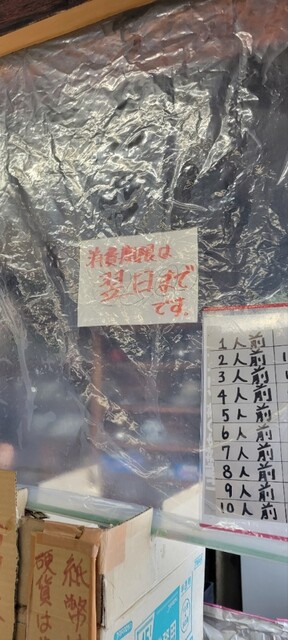 消費期限は
翌日まで
です。
1人前
2人前
3人前
4人前
5人前
6人前
7人前
8人前
9人前
10人前
紙幣
硬貨は